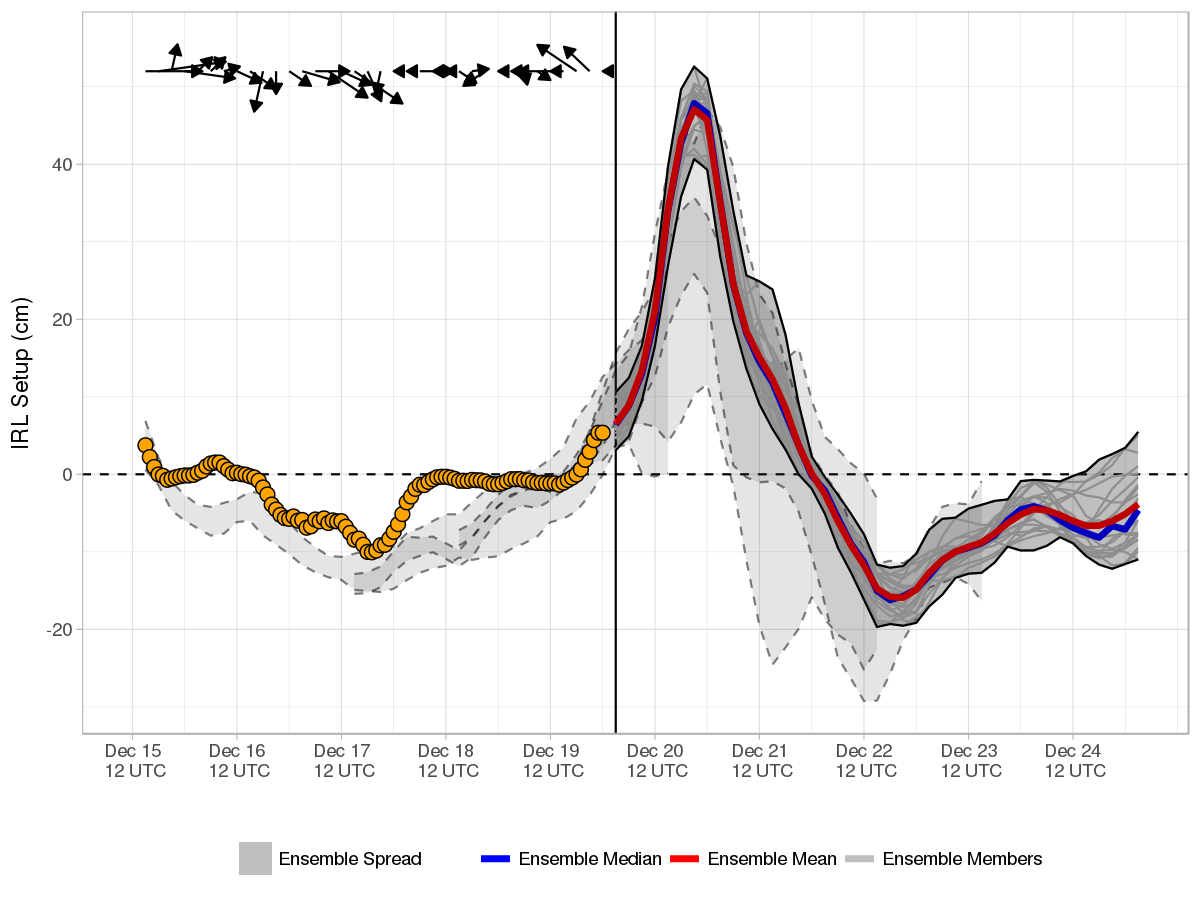 IRL Setup (cm)
40
20
0
-20
Dec 15 Dec 16 Dec 17 Dec 18 Dec 19 Dec 20 Dec 21 Dec 22 Dec 23 Dec 24
12 UTC 12 UTC 12 UTC 12 UTC 12 UTC 12 UTC 12 UTC 12 UTC 12 UTC 12 UTC
Ensemble Spread Ensemble Median Ensemble Mean Ensemble Members